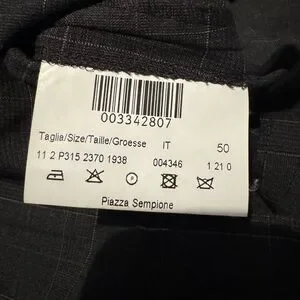 003342807
Taglia/Size/Taille/Groesse IT 50
11 2 P315 2370 1938 004346 1 21 0
Piazza Sempione